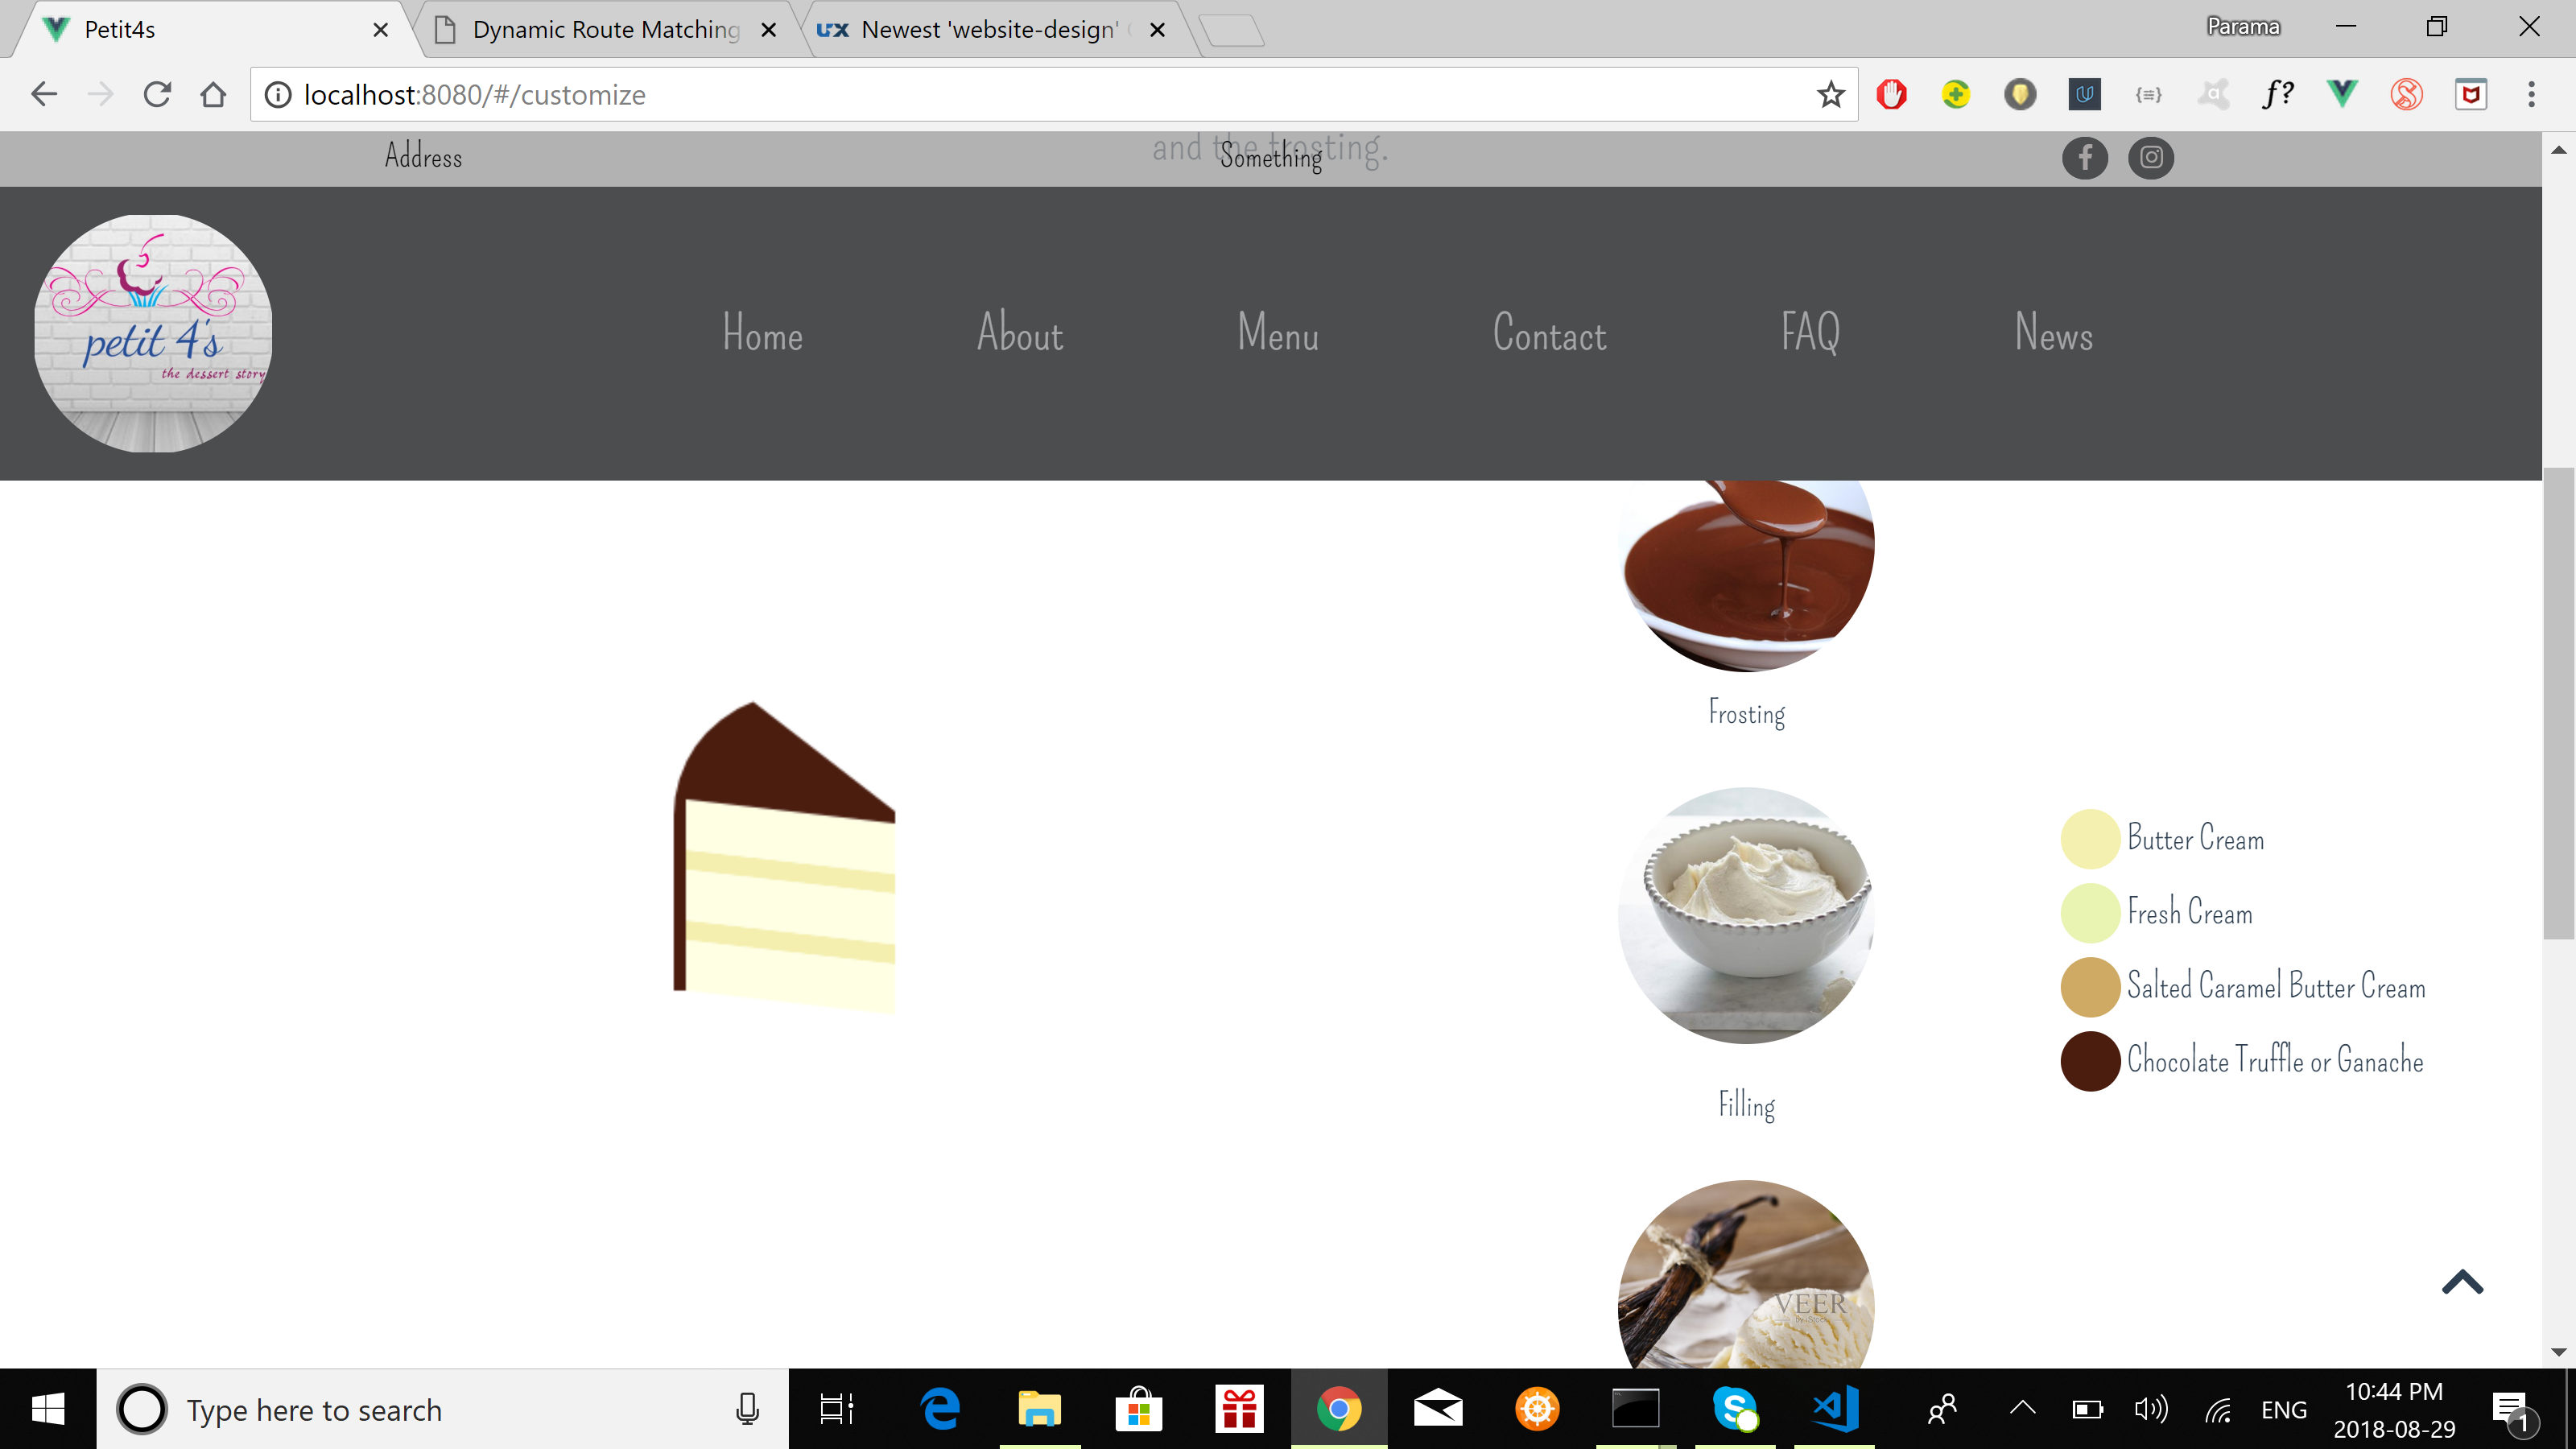 Petit4s
Dynamic Route Matching
Newest 'website-design'
Parama
localhost:8080/#/customize
f?
and the frosting.
Address
Something
petit 4's
the dessert story
Home
About
Menu
Contact
FAQ
News
Frosting
Butter Cream
Fresh Cream
Salted Caramel Butter Cream
Chocolate Truffle or Ganache
Filling
VEER
Type here to search
ENG
10:44 PM
2018-08-29
1